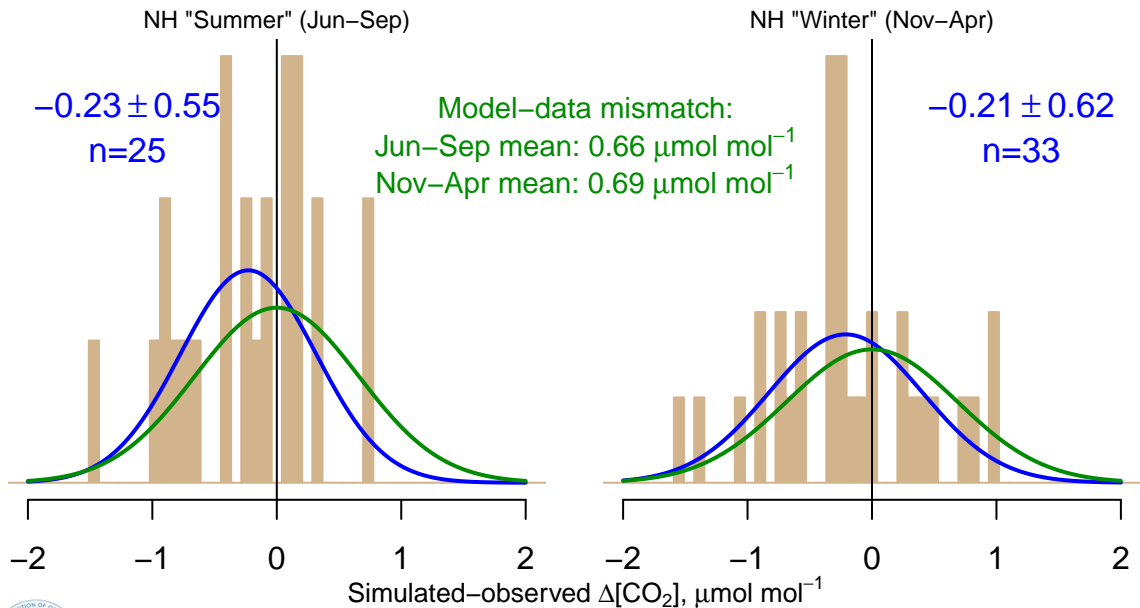 NH "Summer" (Jun−Sep)
NH "Winter" (Nov−Apr)
−0.23 ± 0.55
n=25
Model−data mismatch:
Jun−Sep mean: 0.66 μmol mol⁻¹
Nov−Apr mean: 0.69 μmol mol⁻¹
−0.21 ± 0.62
n=33
−2 −1 0 1 2
−2 −1 0 1 2
Simulated−observed Δ[CO₂], μmol mol⁻¹